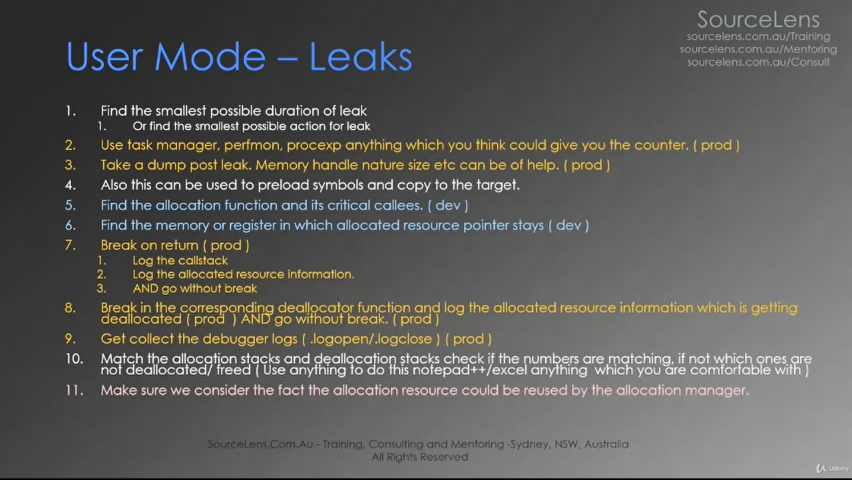 SourceLens
sourcelens.com.au/Training
sourcelens.com.au/Mentoring
sourcelens.com.au/Consult
User Mode – Leaks
1. Find the smallest possible duration of leak
1. Or find the smallest possible action for leak
2. Use task manager, perfmon, procexp anything which you think could give you the counter. ( prod )
3. Take a dump post leak. Memory handle nature size etc can be of help. ( prod )
4. Also this can be used to preload symbols and copy to the target.
5. Find the allocation function and its critical callees. ( dev )
6. Find the memory or register in which allocated resource pointer stays ( dev )
7. Break on return ( prod )
1. Log the callstack
2. Log the allocated resource information.
3. AND go without break
8. Break in the corresponding deallocator function and log the allocated resource information which is getting
deallocated ( prod ) AND go without break. ( prod )
9. Get collect the debugger logs ( .logopen/.logclose ) ( prod )
10. Match the allocation stacks and deallocation stacks check if the numbers are matching, if not which ones are
not deallocated/ freed ( Use anything to do this notepad++/excel anything which you are comfortable with )
11. Make sure we consider the fact the allocation resource could be reused by the allocation manager.
SourceLens.Com.Au - Training, Consulting and Mentoring -Sydney, NSW, Australia
All Rights Reserved
Udemy